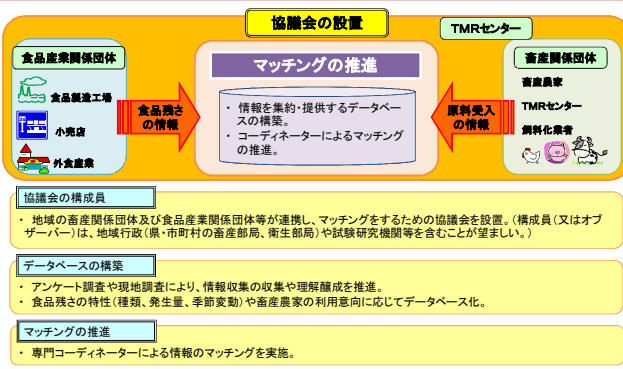 協議会の設置
TMRセンター
食品産業関係団体
食品製造工場
小売店
外食産業
食品残さ
の情報
マッチングの推進
・ 情報を集約・提供するデータベー
スの構築。
・ コーディネーターによるマッチング
の推進。
原料受入
の情報
畜産関係団体
畜産農家
TMRセンター
飼料化業者
協議会の構成員
・ 地域の畜産関係団体及び食品産業関係団体等が連携し、マッチングをするための協議会を設置。（構成員（又はオブ
ザーバー）は、地域行政（県・市町村の畜産部局、衛生部局）や試験研究機関等を含むことが望ましい。）
データベースの構築
・ アンケート調査や現地調査により、情報収集の収集や理解醸成を推進。
・ 食品残さの特性（種類、発生量、季節変動）や畜産農家の利用意向に応じてデータベース化。
マッチングの推進
・ 専門コーディネーターによる情報のマッチングを実施。